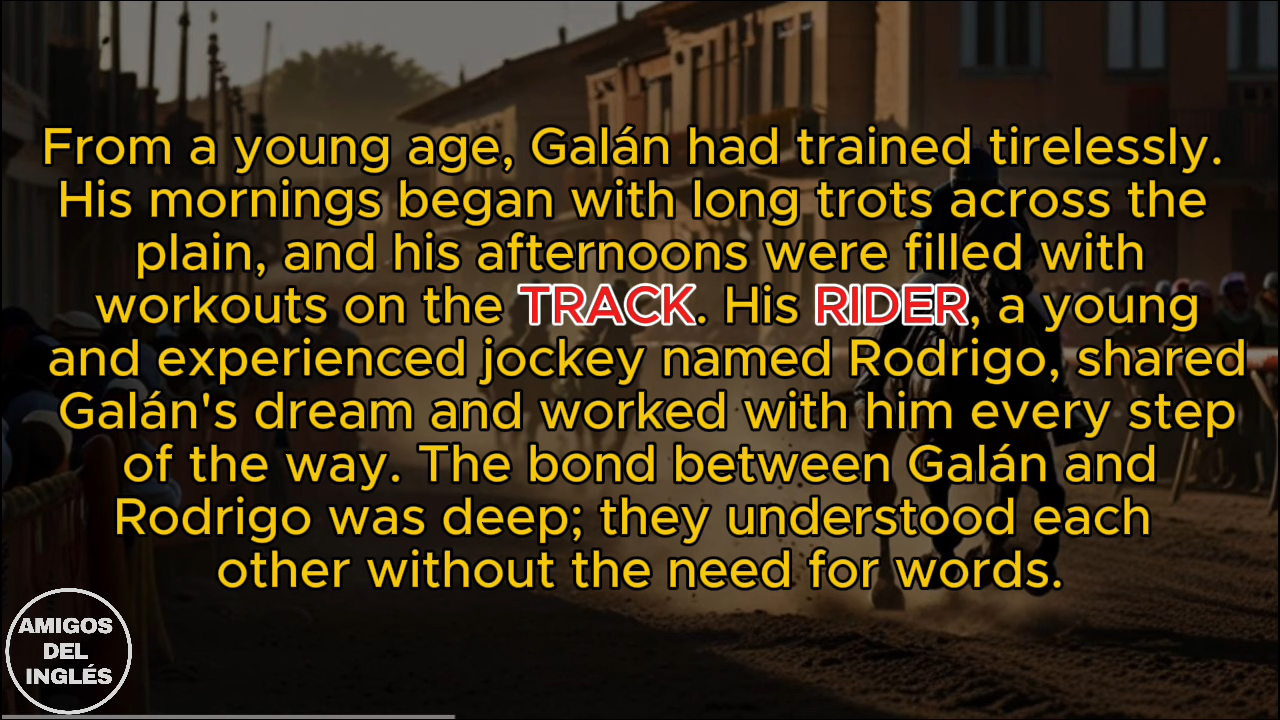 From a young age, Galán had trained tirelessly.
His mornings began with long trots across the
plain, and his afternoons were filled with
workouts on the TRACK. His RIDER, a young
and experienced jockey named Rodrigo, shared
Galán's dream and worked with him every step
of the way. The bond between Galán and
Rodrigo was deep; they understood each
other without the need for words.
AMIGOS
DEL
INGLÉS